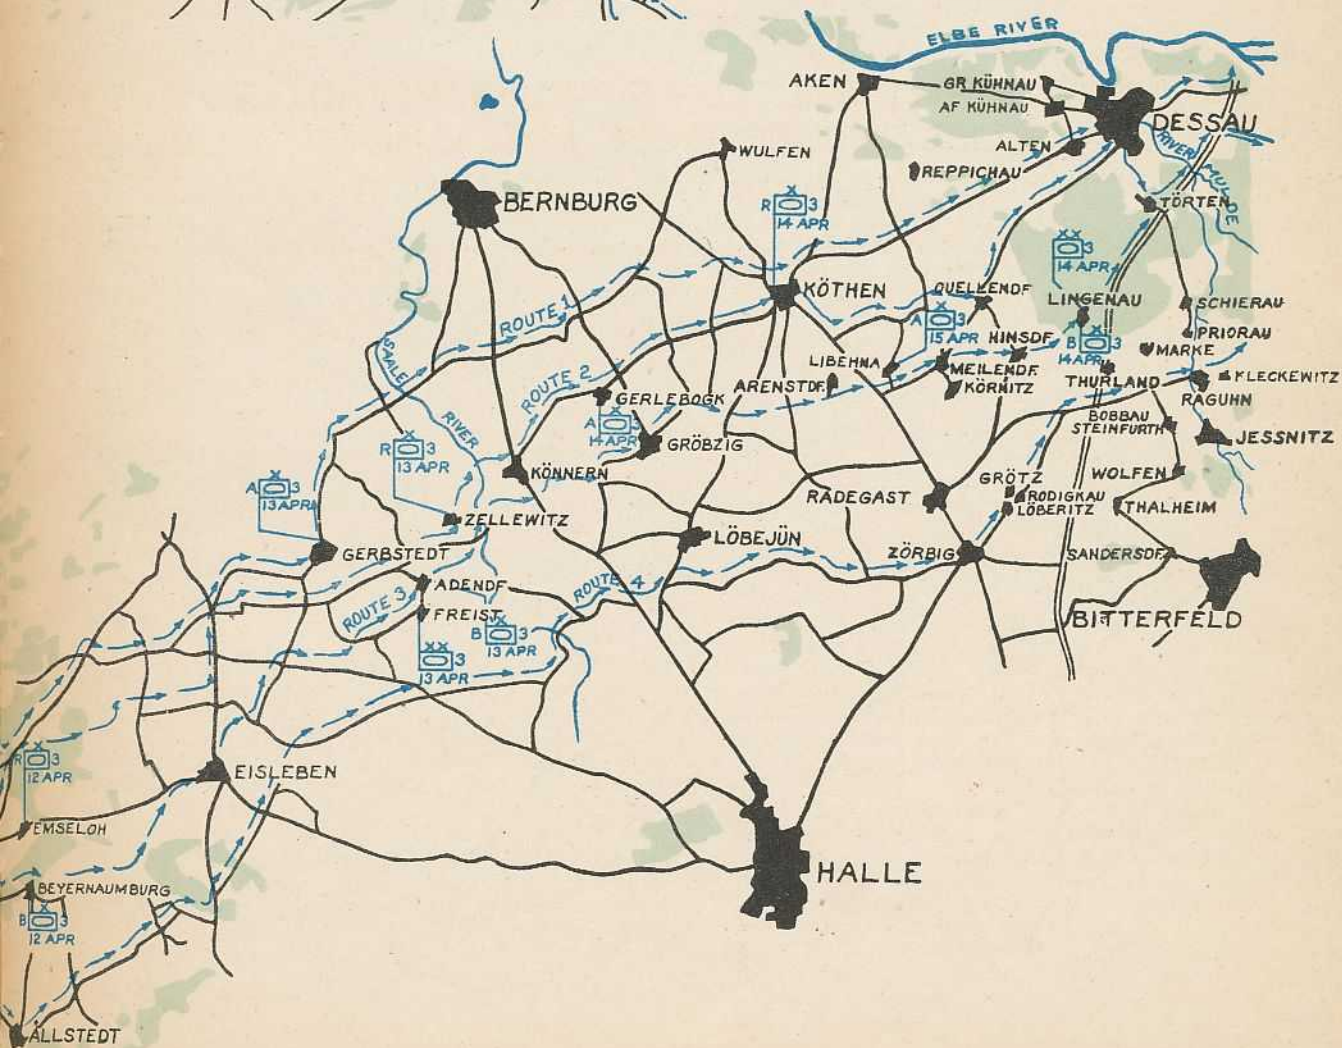 ELBE RIVER
AKEN
GR KÜHNAU
AF KÜHNAU
DESSAU
ALTEN
WULFEN
REPPICHAU
RIVER MULDE
TÖRTEN
BERNBURG
R 3
14 APR
XX
3
14 APR
KÖTHEN
QUELLENDF
LINGENAU
SCHIERAU
ROUTE 1
A 3
15 APR
HINSDF.
B 3
14 APR
PRIORAU
MARKE
SAALE
RIVER
LIBEHNA
MEILENDF.
KÖRNITZ
THURLAND
KLECKEWITZ
RAGUHN
ROUTE 2
GERLEBOGK
ARENSTDF.
A 3
14 APR
GRÖBZIG
BOBBAU
STEINFURTH
JESSNITZ
R 3
13 APR
KÖNNERN
WOLFEN
A 3
13 APR
GRÖTZ
RADEGAST
RODIGKAU
LÖBERITZ
THALHEIM
ZELLEWITZ
LÖBEJÜN
GERBSTEDT
ZÖRBIG
SANDERSDF.
ADENDF
ROUTE 4
ROUTE 3
FREIST
BITTERFELD
B 3
13 APR
XX
3
13 APR
R 3
12 APR
EISLEBEN
EMSELOH
HALLE
BEYERNAUMBURG
B 3
12 APR
ALLSTEDT